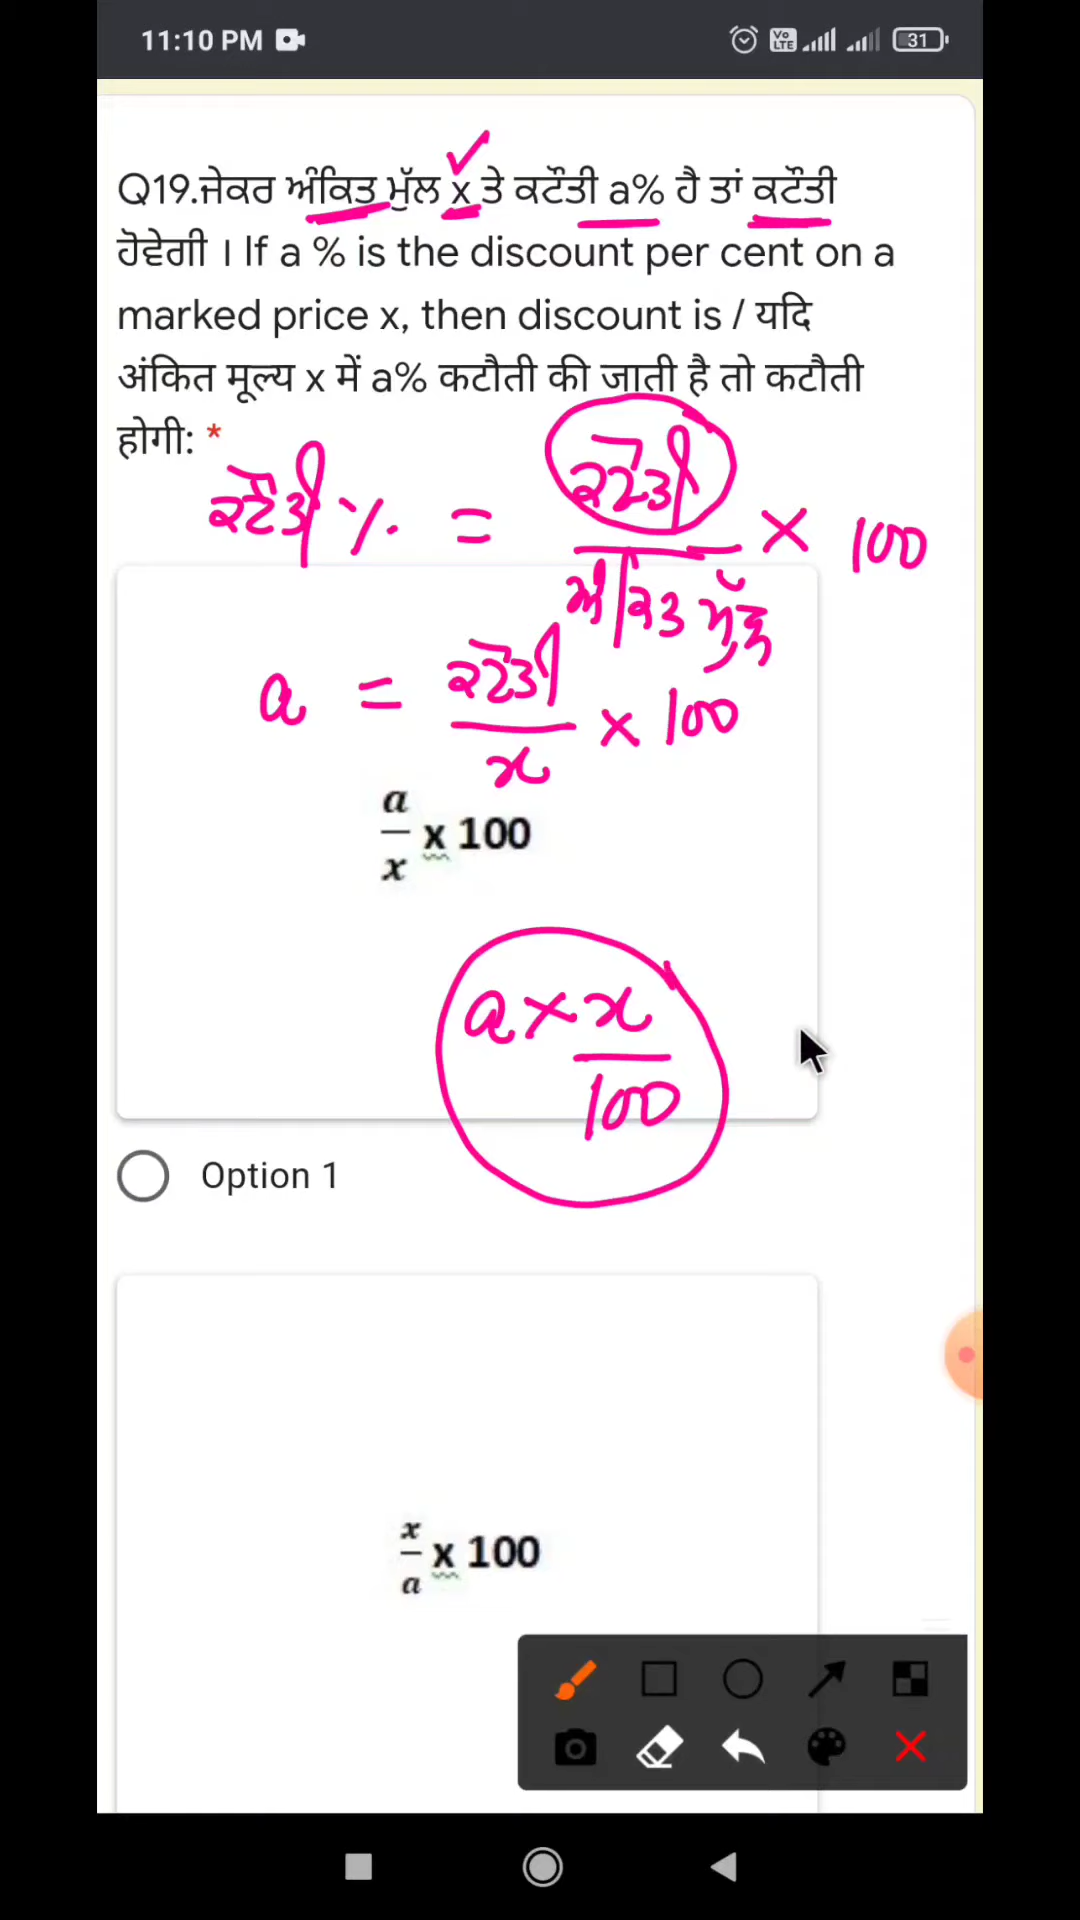 11:10 PM
VoLTE
31
Q19.ਜੇਕਰ ਅੰਕਿਤ ਮੁੱਲ x ਤੇ ਕਟੌਤੀ a% ਹੈ ਤਾਂ ਕਟੌਤੀ
ਹੋਵੇਗੀ । If a % is the discount per cent on a
marked price x, then discount is / यदि
अंकित मूल्य x में a% कटौती की जाती है तो कटौती
होगी: *
ਕਟੌਤੀ % = ਕਟੌਤੀ / ਅੰਕਿਤ ਮੁੱਲ × 100
a = ਕਟੌਤੀ / x × 100
a / x x 100
a × x / 100
Option 1
x / a x 100